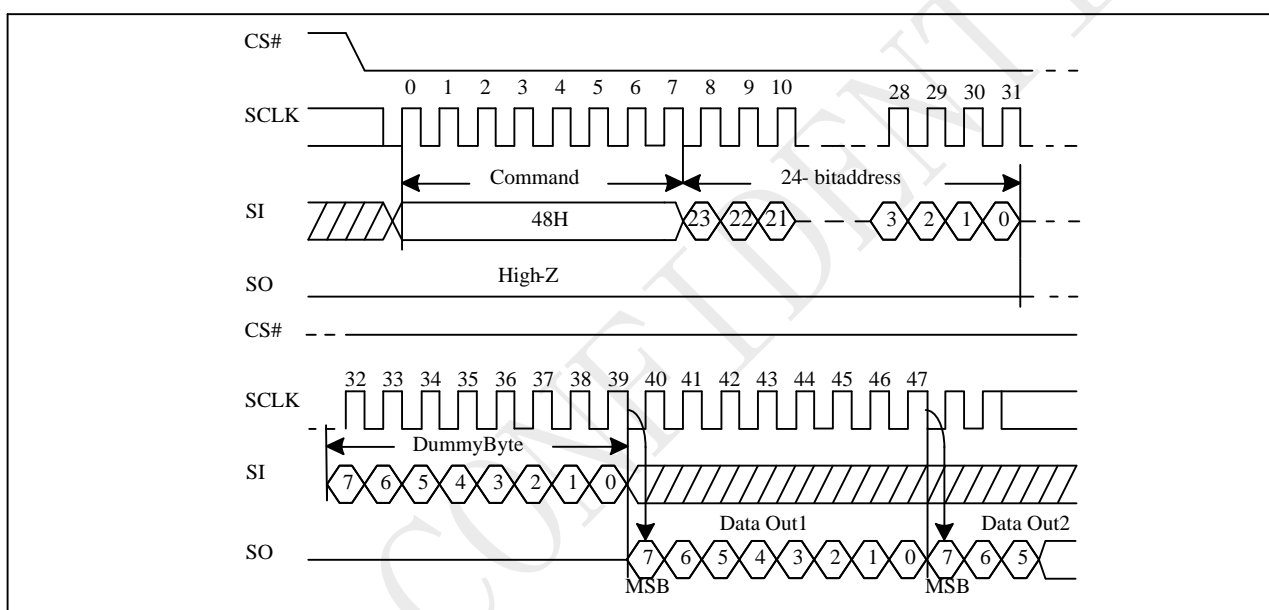 CS#
0 1 2 3 4 5 6 7 8 9 10 28 29 30 31
SCLK
Command 24- bitaddress
SI 48H 23 22 21 3 2 1 0
High-Z
SO
CS#
32 33 34 35 36 37 38 39 40 41 42 43 44 45 46 47
SCLK
DummyByte
SI 7 6 5 4 3 2 1 0
Data Out1 Data Out2
SO 7 6 5 4 3 2 1 0 7 6 5
MSB MSB
CONFIDENT